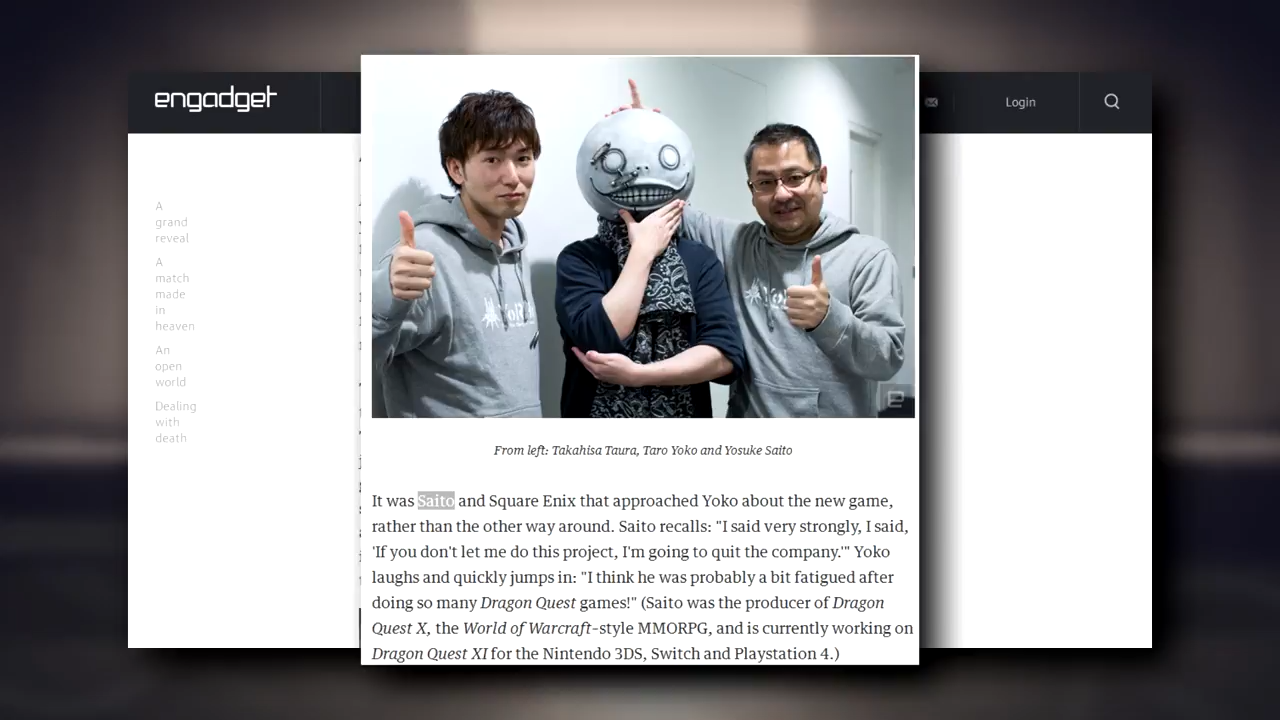 engadget
Login
A
grand
reveal
A
match
made
in
heaven
An
open
world
Dealing
with
death
From left: Takahisa Taura, Taro Yoko and Yosuke Saito
It was Saito and Square Enix that approached Yoko about the new game,
rather than the other way around. Saito recalls: "I said very strongly, I said,
'If you don't let me do this project, I'm going to quit the company.'" Yoko
laughs and quickly jumps in: "I think he was probably a bit fatigued after
doing so many Dragon Quest games!" (Saito was the producer of Dragon
Quest X, the World of Warcraft-style MMORPG, and is currently working on
Dragon Quest XI for the Nintendo 3DS, Switch and Playstation 4.)